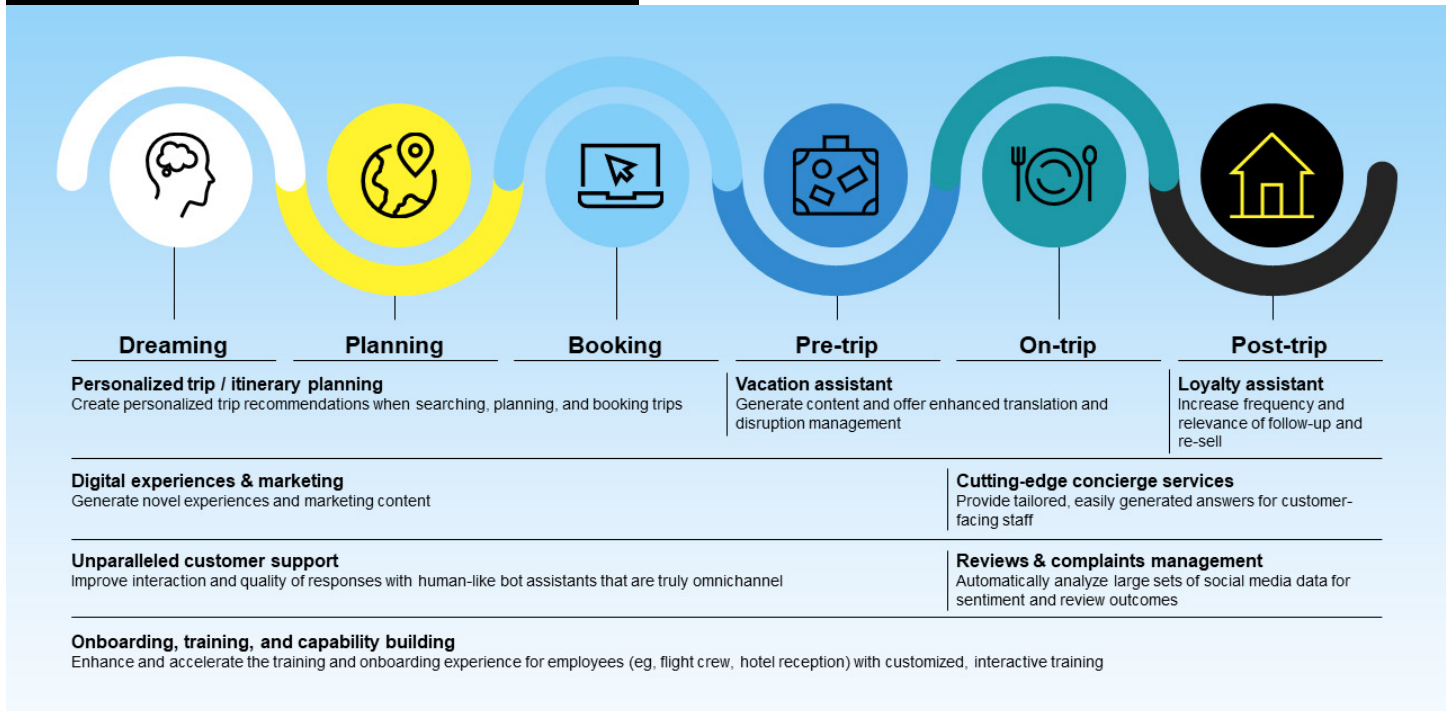 Dreaming
Planning
Booking
Pre-trip
On-trip
Post-trip
Personalized trip / itinerary planning
Create personalized trip recommendations when searching, planning, and booking trips
Vacation assistant
Generate content and offer enhanced translation and
disruption management
Loyalty assistant
Increase frequency and
relevance of follow-up and
re-sell
Digital experiences & marketing
Generate novel experiences and marketing content
Cutting-edge concierge services
Provide tailored, easily generated answers for customer-
facing staff
Unparalleled customer support
Improve interaction and quality of responses with human-like bot assistants that are truly omnichannel
Reviews & complaints management
Automatically analyze large sets of social media data for
sentiment and review outcomes
Onboarding, training, and capability building
Enhance and accelerate the training and onboarding experience for employees (eg, flight crew, hotel reception) with customized, interactive training